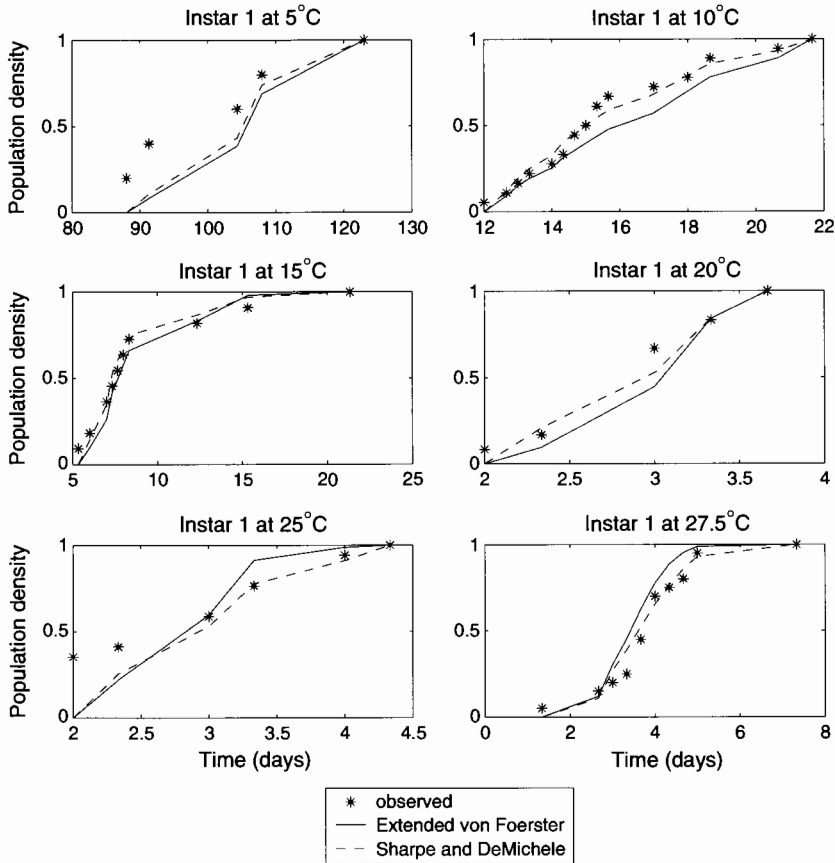 Instar 1 at 5°C
Instar 1 at 10°C
Population density
1
0.5
0
80 90 100 110 120 130
1
0.5
0
12 14 16 18 20 22
Instar 1 at 15°C
Instar 1 at 20°C
Population density
1
0.5
0
5 10 15 20 25
1
0.5
0
2 2.5 3 3.5 4
Instar 1 at 25°C
Instar 1 at 27.5°C
Population density
1
0.5
0
2 2.5 3 3.5 4 4.5
Time (days)
1
0.5
0
0 2 4 6 8
Time (days)
observed
Extended von Foerster
Sharpe and DeMichele